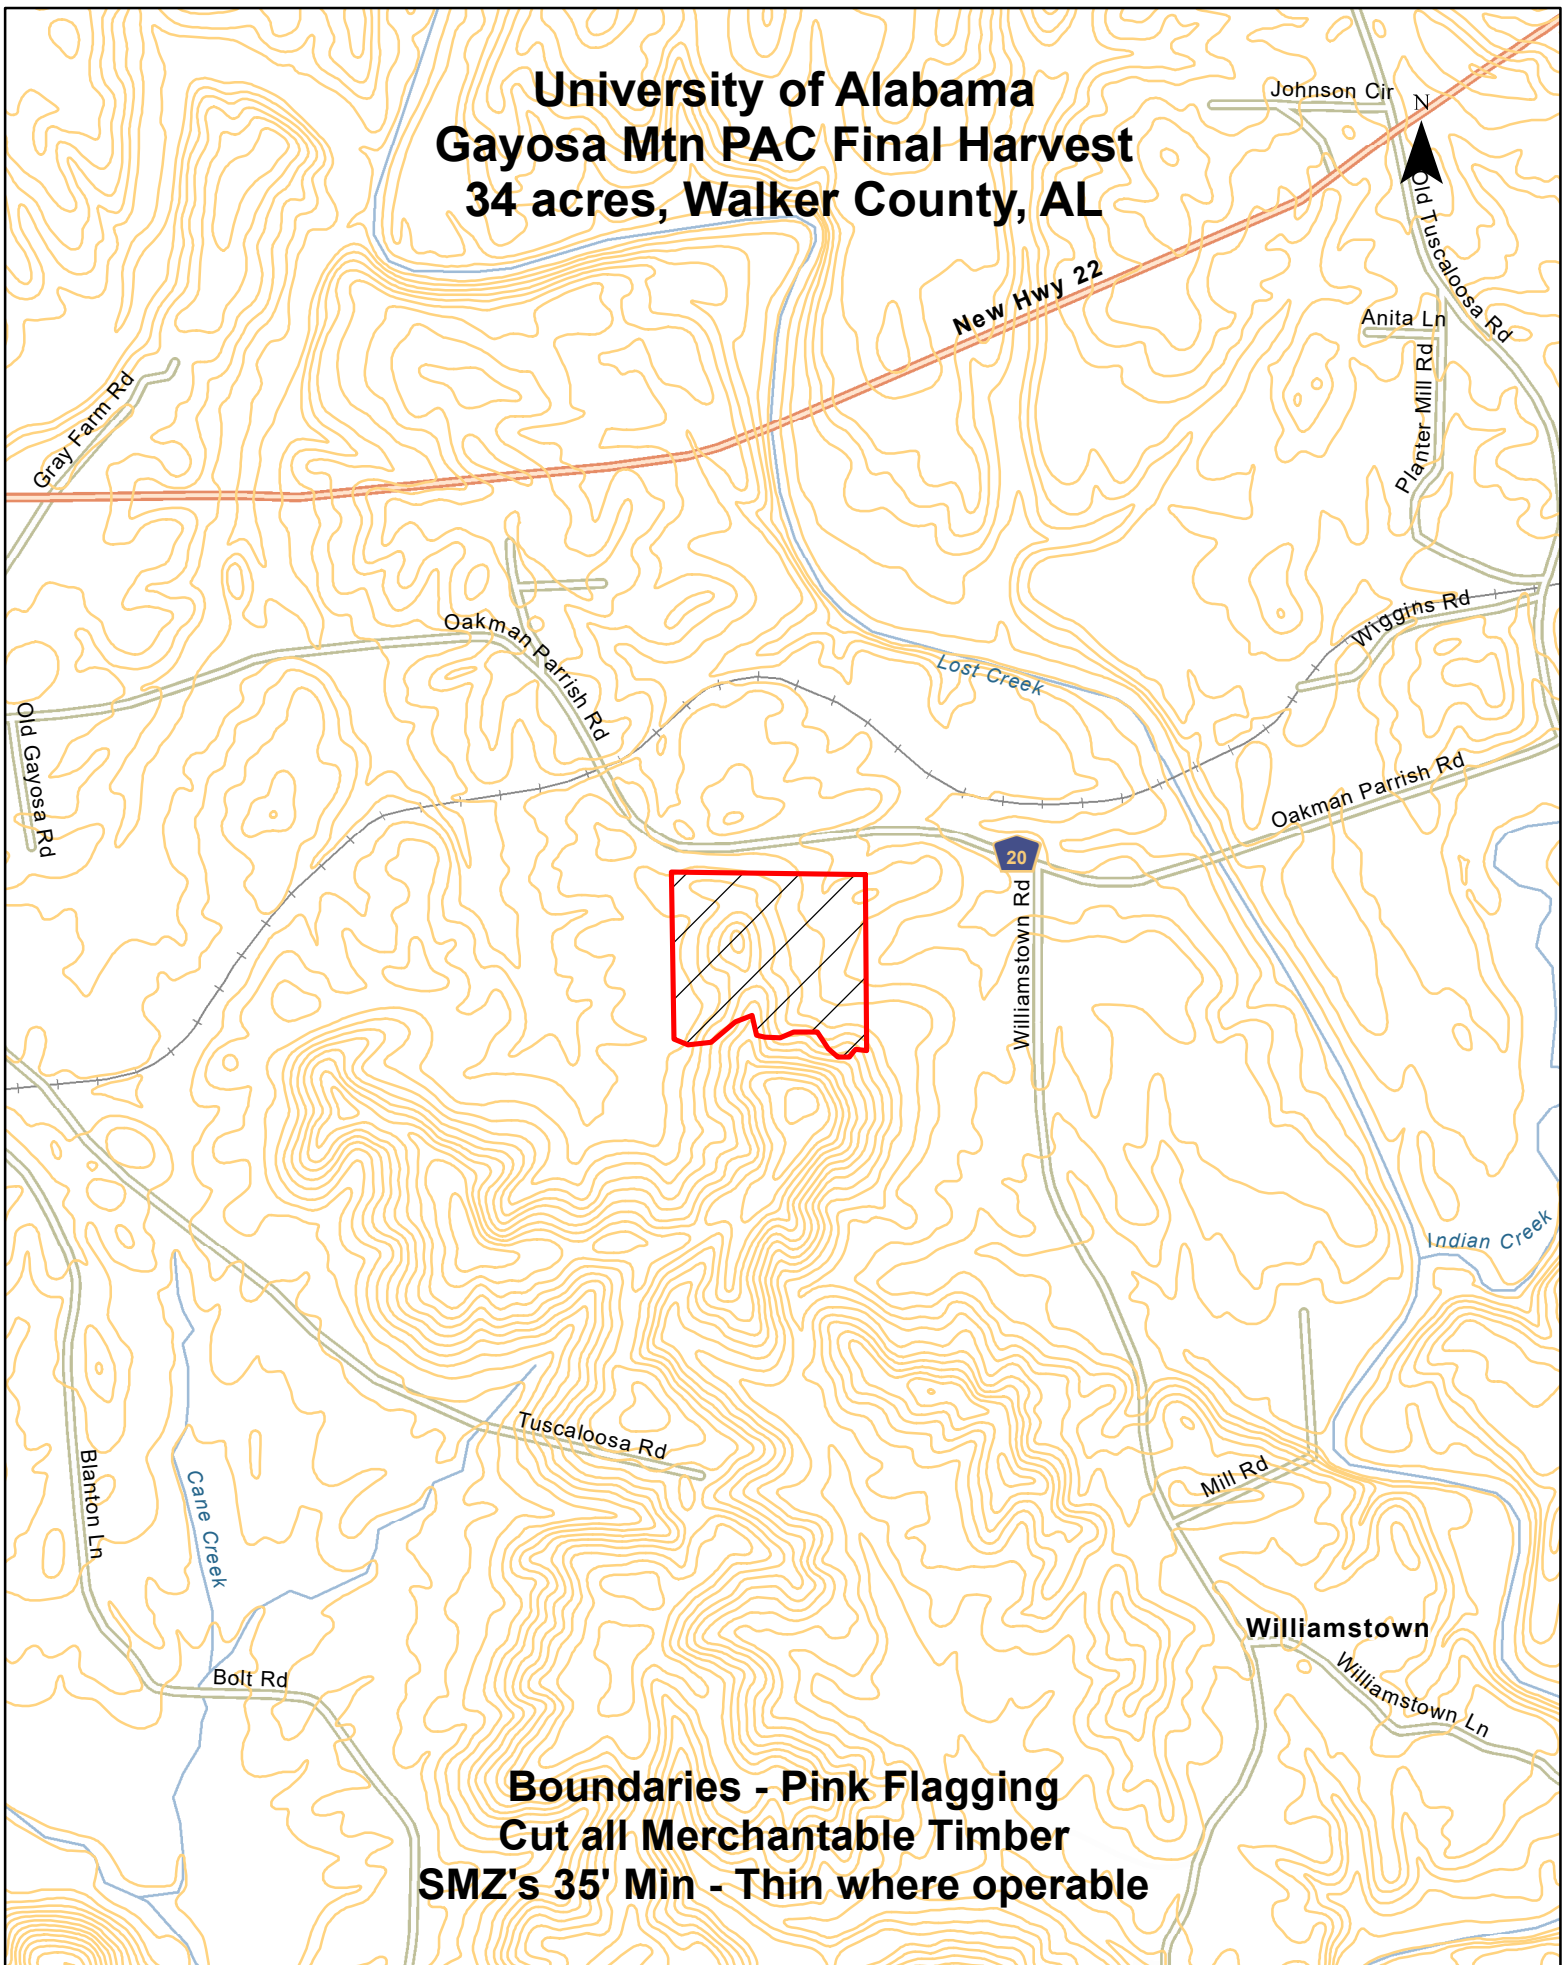 University of Alabama
Gayosa Mtn PAC Final Harvest
34 acres, Walker County, AL
Johnson Cir
N
Old Tuscaloosa Rd
New Hwy 22
Anita Ln
Planter Mill Rd
Gray Farm Rd
Wiggins Rd
Oakman Parrish Rd
Lost Creek
Old Gayosa Rd
Oakman Parrish Rd
20
Williamstown Rd
Indian Creek
Tuscaloosa Rd
Mill Rd
Blanton Ln
Cane Creek
Williamstown
Williamstown Ln
Bolt Rd
Boundaries - Pink Flagging
Cut all Merchantable Timber
SMZ's 35' Min - Thin where operable